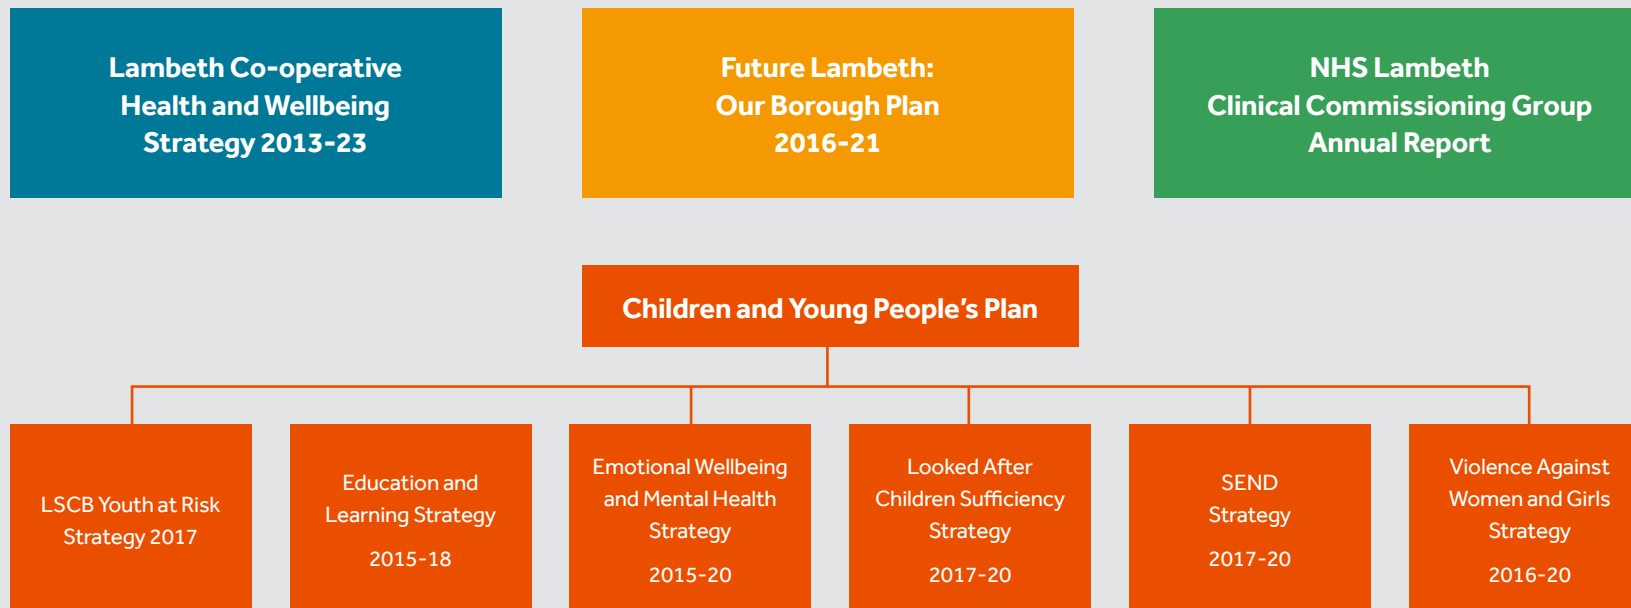 Lambeth Co-operative
Health and Wellbeing
Strategy 2013-23
Future Lambeth:
Our Borough Plan
2016-21
NHS Lambeth
Clinical Commissioning Group
Annual Report
Children and Young People’s Plan
LSCB Youth at Risk
Strategy 2017
Education and
Learning Strategy
2015-18
Emotional Wellbeing
and Mental Health
Strategy
2015-20
Looked After
Children Sufficiency
Strategy
2017-20
SEND
Strategy
2017-20
Violence Against
Women and Girls
Strategy
2016-20